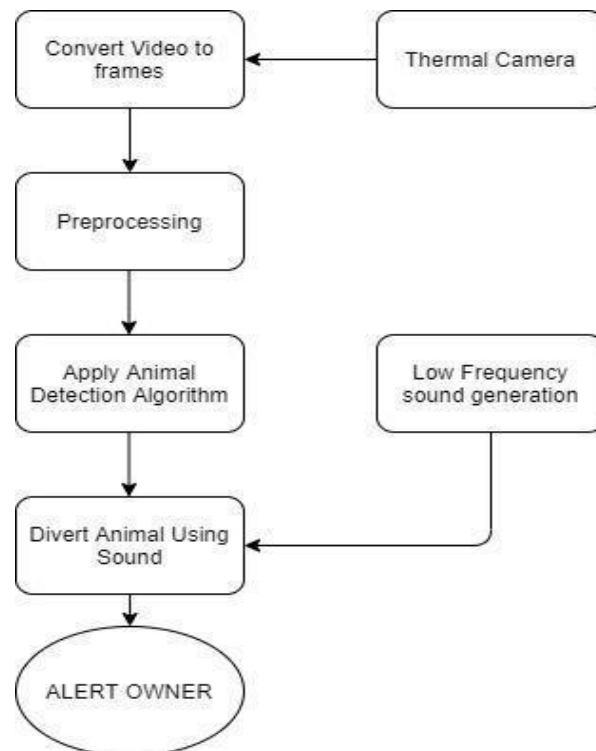 Convert Video to
frames
Thermal Camera
Preprocessing
Apply Animal
Detection Algorithm
Low Frequency
sound generation
Divert Animal Using
Sound
ALERT OWNER